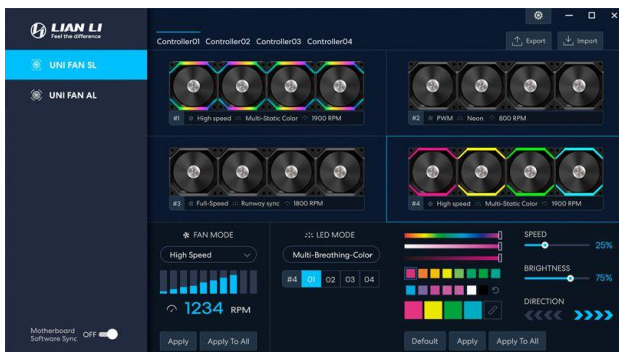 LIAN LI
Feel the difference
UNI FAN SL
UNI FAN AL
Motherboard
Software Sync
OFF
Controller01 Controller02 Controller03 Controller04
Export
Import
#1 High speed Multi-Static Color 1900 RPM
#2 PWM Neon 800 RPM
#3 Full-Speed Runway sync 1800 RPM
#4 High speed Multi-Static Color 1900 RPM
FAN MODE
High Speed
1234 RPM
Apply
Apply To All
LED MODE
Multi-Breathing-Color
#4 01 02 03 04
SPEED
25%
BRIGHTNESS
75%
DIRECTION
Default
Apply
Apply To All